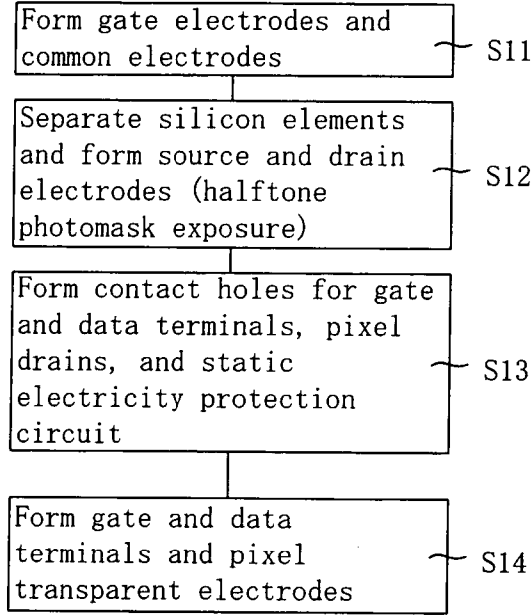 Form gate electrodes and
common electrodes
S11
Separate silicon elements
and form source and drain
electrodes (halftone
photomask exposure)
S12
Form contact holes for gate
and data terminals, pixel
drains, and static
electricity protection
circuit
S13
Form gate and data
terminals and pixel
transparent electrodes
S14